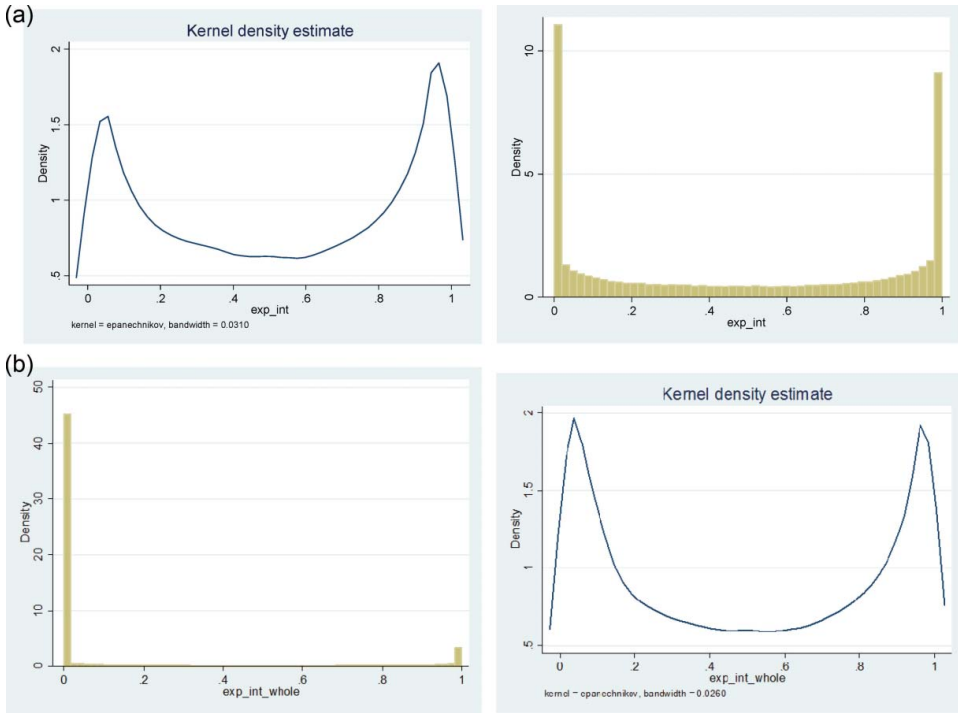 (a)
Kernel density estimate
2
1.5
1
.5
Density
0 .2 .4 .6 .8 1
exp_int
kernel = epanechnikov, bandwidth = 0.0310
10
5
0
Density
0 .2 .4 .6 .8 1
exp_int
(b)
50
40
30
20
10
0
Density
0 .2 .4 .6 .8 1
exp_int_whole
Kernel density estimate
2
1.5
1
.5
Density
0 .2 .4 .6 .8 1
exp_int_whole
kernel = epanechnikov, bandwidth = 0.0260